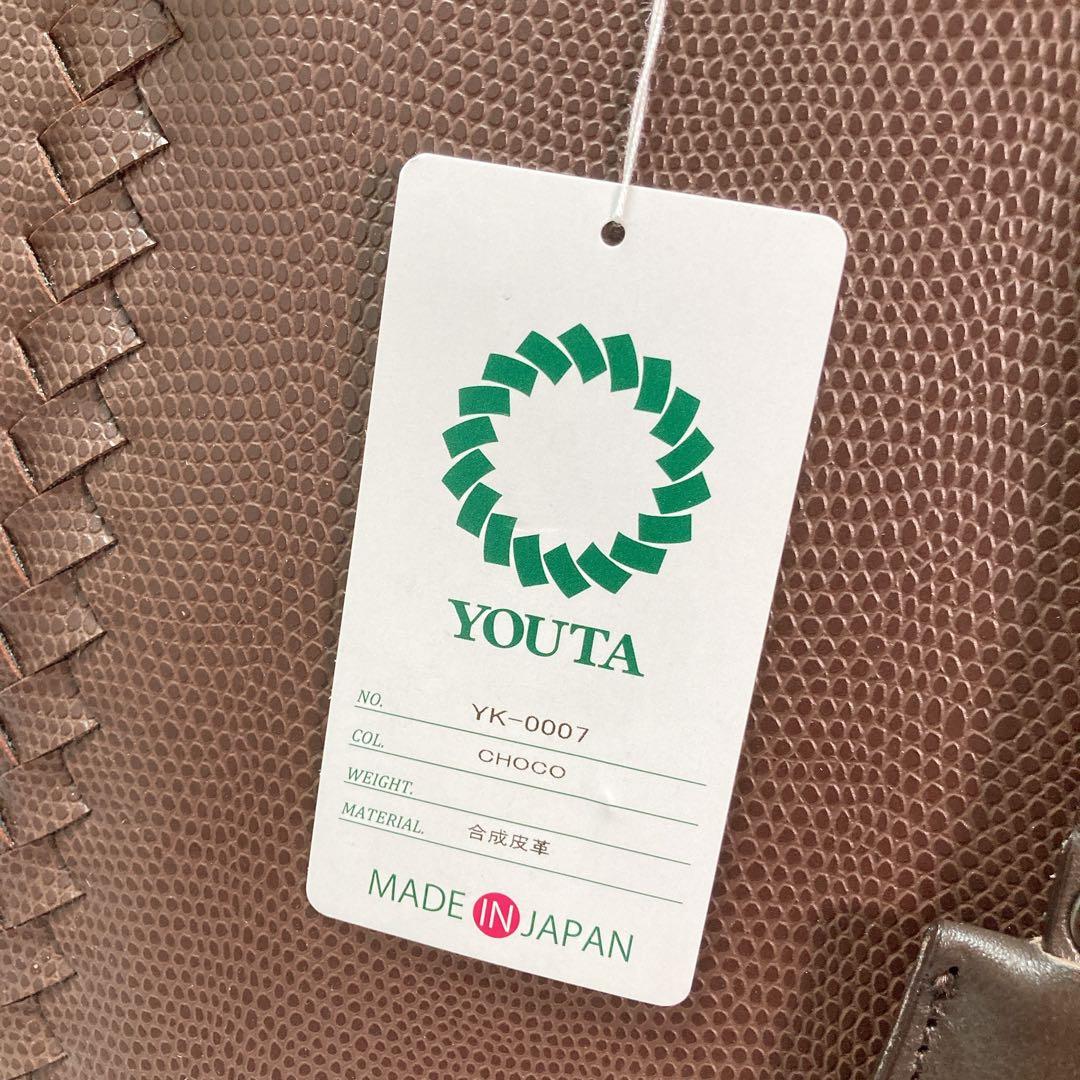 YOUTA
NO. YK-0007
COL. CHOCO
WEIGHT.
MATERIAL. 合成皮革
MADE IN JAPAN